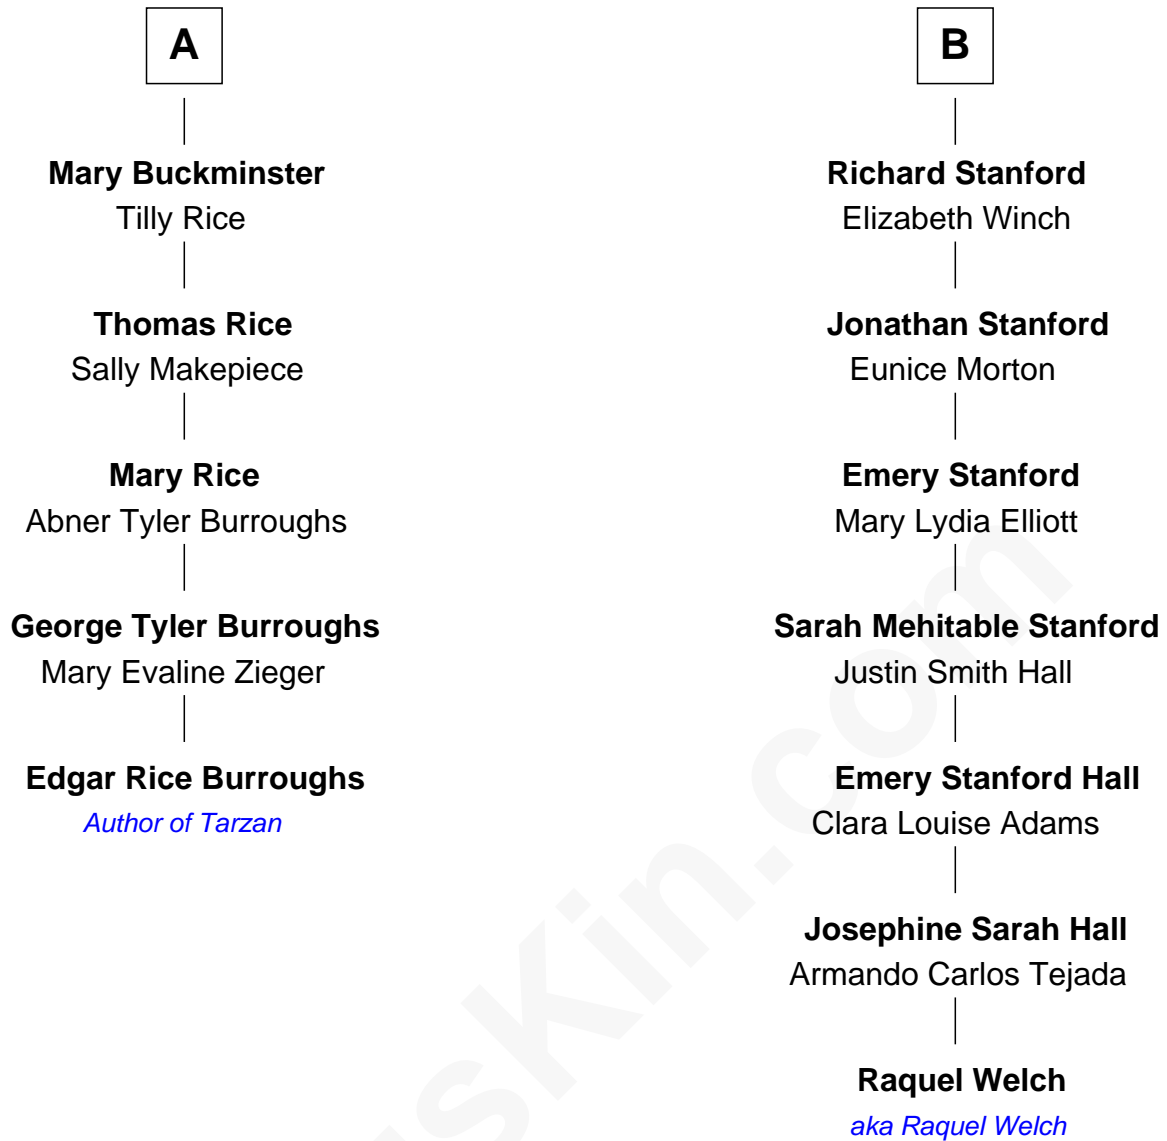 A
Mary Buckminster
Tilly Rice
Thomas Rice
Sally Makepiece
Mary Rice
Abner Tyler Burroughs
George Tyler Burroughs
Mary Evaline Zieger
Edgar Rice Burroughs
Author of Tarzan
B
Richard Stanford
Elizabeth Winch
Jonathan Stanford
Eunice Morton
Emery Stanford
Mary Lydia Elliott
Sarah Mehitable Stanford
Justin Smith Hall
Emery Stanford Hall
Clara Louise Adams
Josephine Sarah Hall
Armando Carlos Tejada
Raquel Welch
aka Raquel Welch